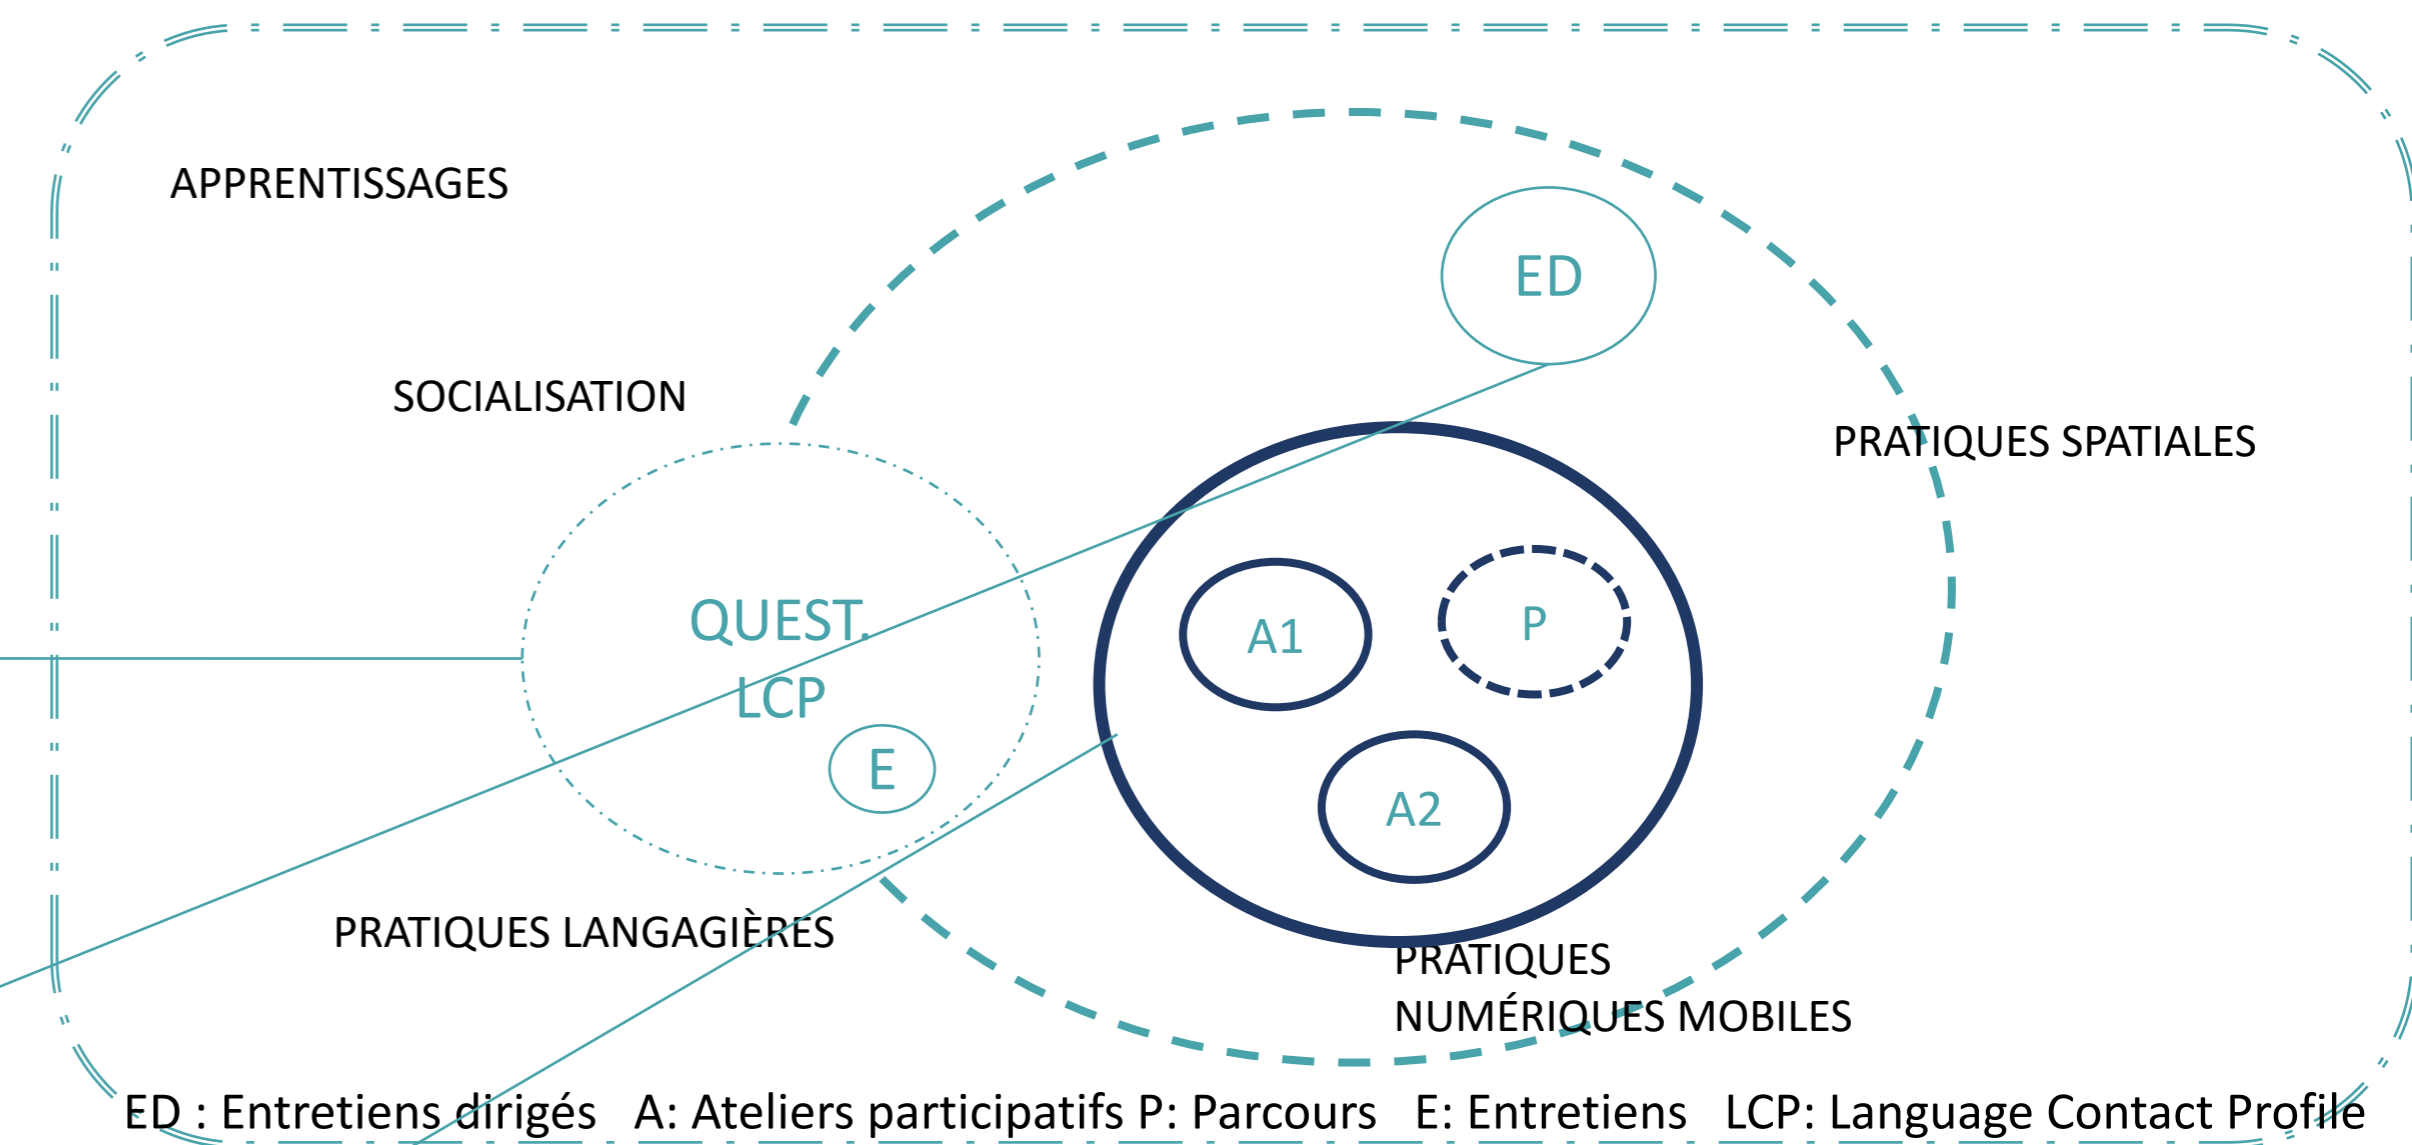 APPRENTISSAGES
ED
SOCIALISATION
PRATIQUES SPATIALES
QUEST.
LCP
E
A1
P
A2
PRATIQUES LANGAGIÈRES
PRATIQUES
NUMÉRIQUES MOBILES
ED : Entretiens dirigés A: Ateliers participatifs P: Parcours E: Entretiens LCP: Language Contact Profile